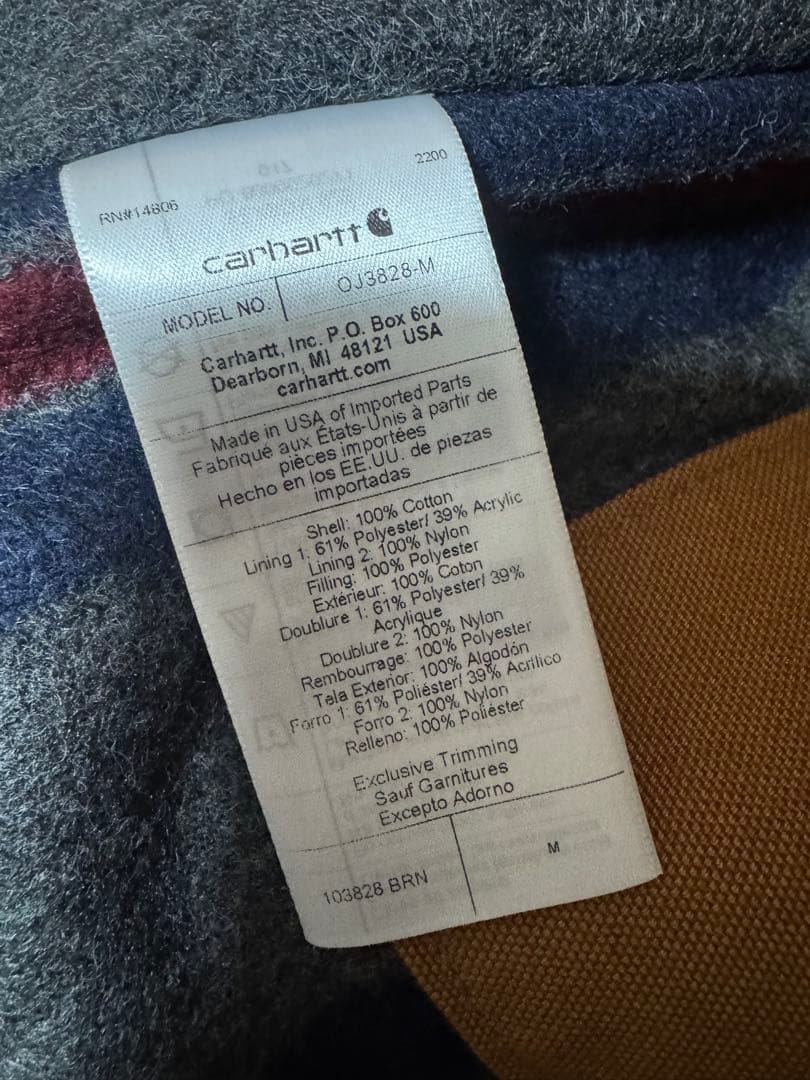 RN#14806
2200
carhartt
MODEL NO. OJ3828-M
Carhartt, Inc. P.O. Box 600
Dearborn, MI 48121 USA
carhartt.com
Made in USA of Imported Parts
Fabriqué aux États-Unis à partir de
pièces importées
Hecho en los EE.UU. de piezas
importadas
Shell: 100% Cotton
Lining 1: 61% Polyester/ 39% Acrylic
Lining 2: 100% Nylon
Filling: 100% Polyester
Extérieur: 100% Coton
Doublure 1: 61% Polyester/ 39%
Acrylique
Doublure 2: 100% Nylon
Rembourrage: 100% Polyester
Tela Exterior: 100% Algodón
Forro 1: 61% Poliéster/ 39% Acrílico
Forro 2: 100% Nylon
Relleno: 100% Poliéster
Exclusive Trimming
Sauf Garnitures
Excepto Adorno
103828 BRN
M